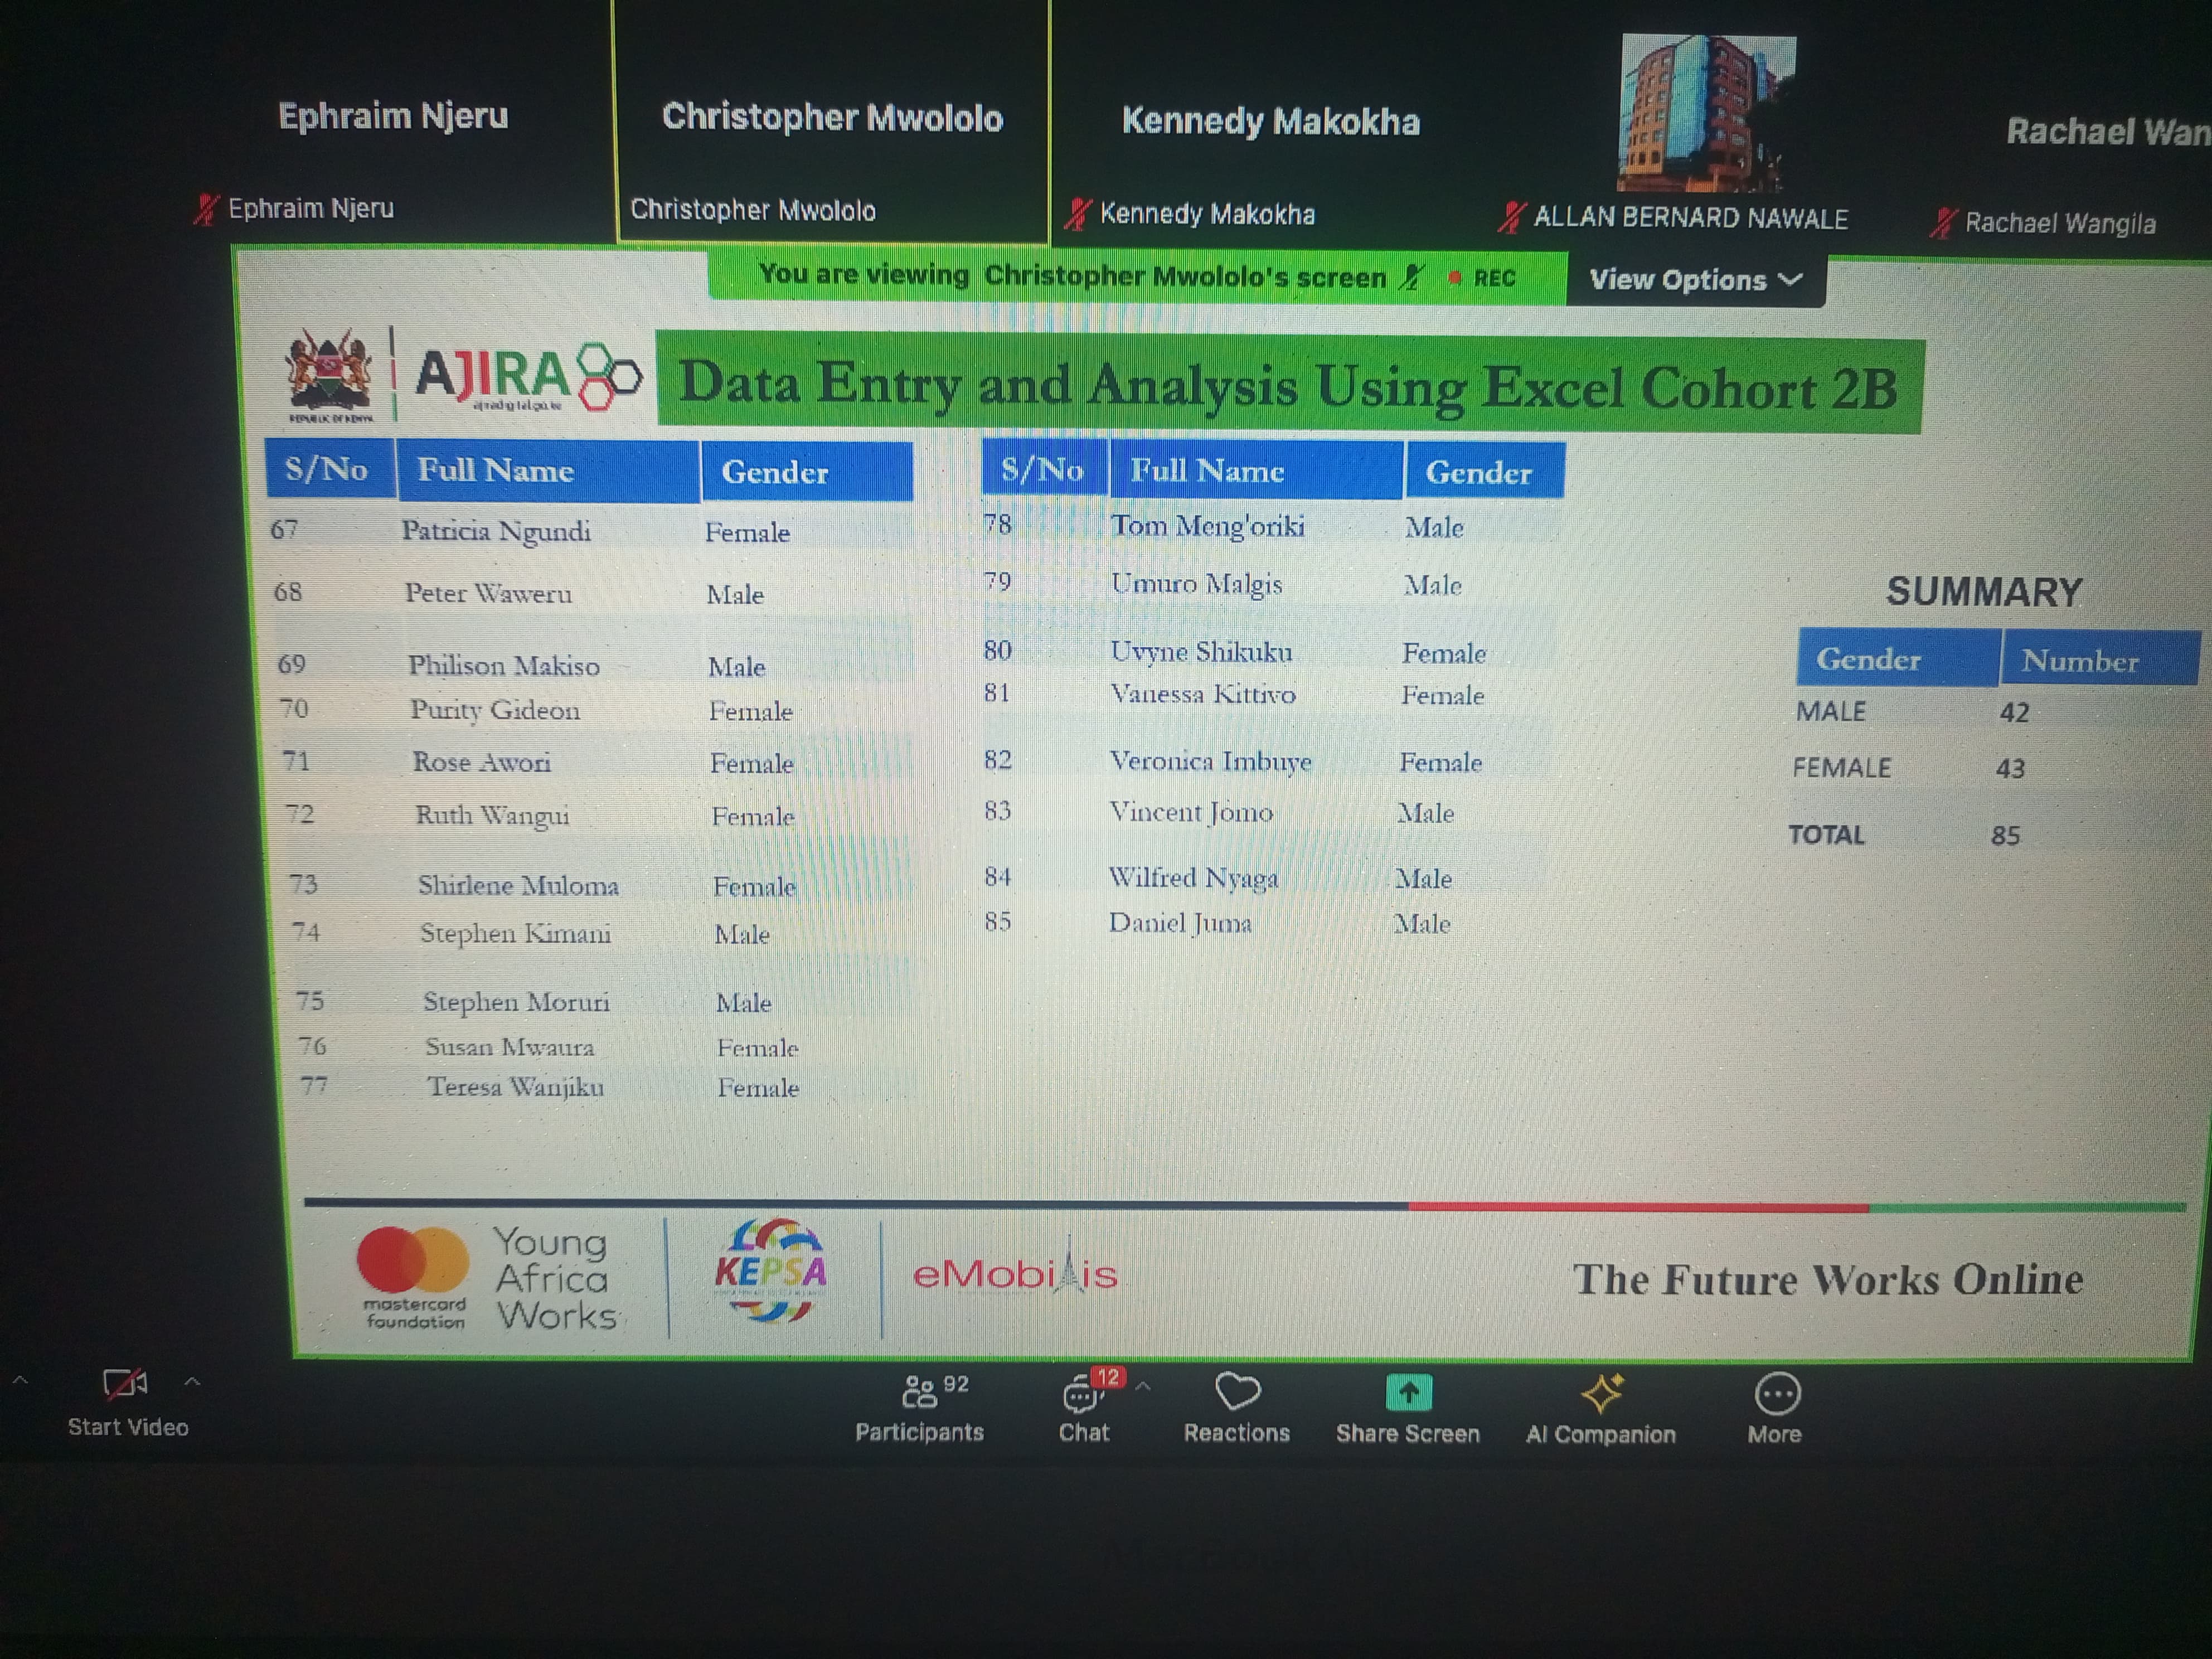 Ephraim Njeru
Christopher Mwololo
Kennedy Makokha
Rachael Wan
Ephraim Njeru
Christopher Mwololo
Kennedy Makokha
ALLAN BERNARD NAWALE
Rachael Wangila
You are viewing Christopher Mwololo's screen
REC
View Options
REPUBLIC OF KENYA
AJIRA
Data Entry and Analysis Using Excel Cohort 2B
S/No Full Name Gender
67 Patricia Ngundi Female
68 Peter Waweru Male
69 Philison Makiso Male
70 Purity Gideon Female
71 Rose Awori Female
72 Ruth Wangui Female
73 Shirlene Muloma Female
74 Stephen Kimani Male
75 Stephen Moruri Male
76 Susan Mwaura Female
77 Teresa Wanjiku Female
S/No Full Name Gender
78 Tom Meng'oriki Male
79 Umuro Malgis Male
80 Uvyne Shikuku Female
81 Vanessa Kittivo Female
82 Veronica Imbuye Female
83 Vincent Jomo Male
84 Wilfred Nyaga Male
85 Daniel Juma Male
SUMMARY
Gender Number
MALE 42
FEMALE 43
TOTAL 85
mastercard
foundation
Young
Africa
Works
KEPSA
eMobilis
The Future Works Online
Start Video
92
Participants
12
Chat
Reactions
Share Screen
AI Companion
More